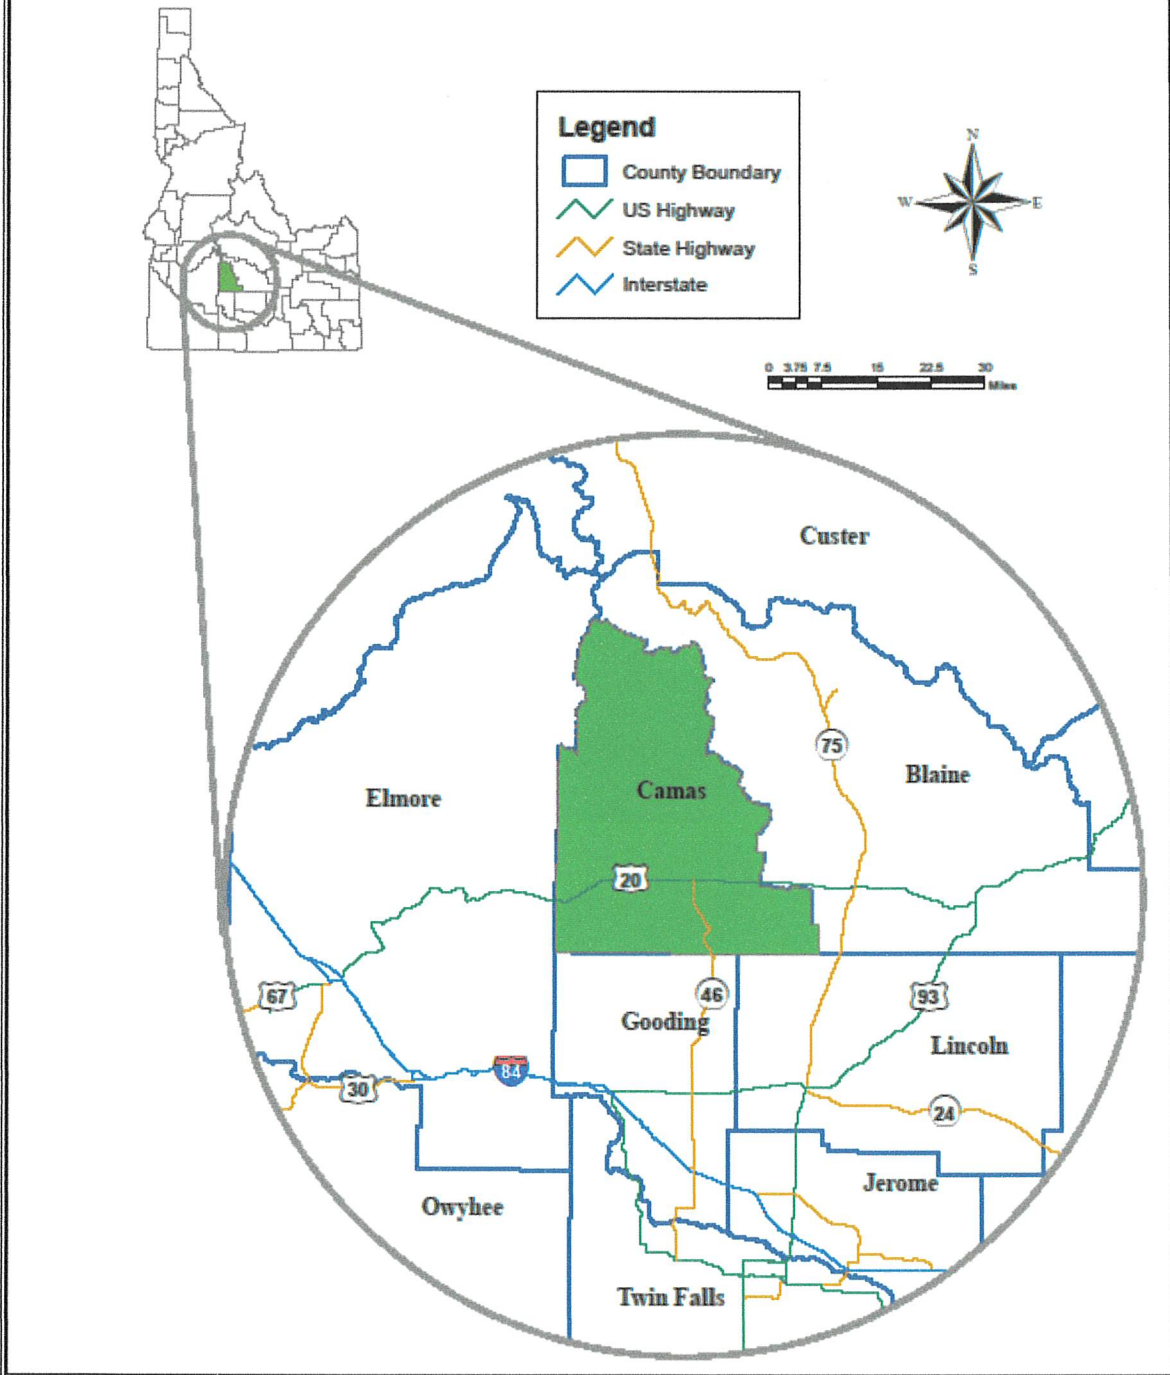 Legend
County Boundary
US Highway
State Highway
Interstate
N
W
E
S
0 3.75 7.5 15 22.5 30
Miles
Custer
75
Elmore
Camas
Blaine
20
67
46
93
Gooding
Lincoln
84
30
24
Jerome
Owyhee
Twin Falls